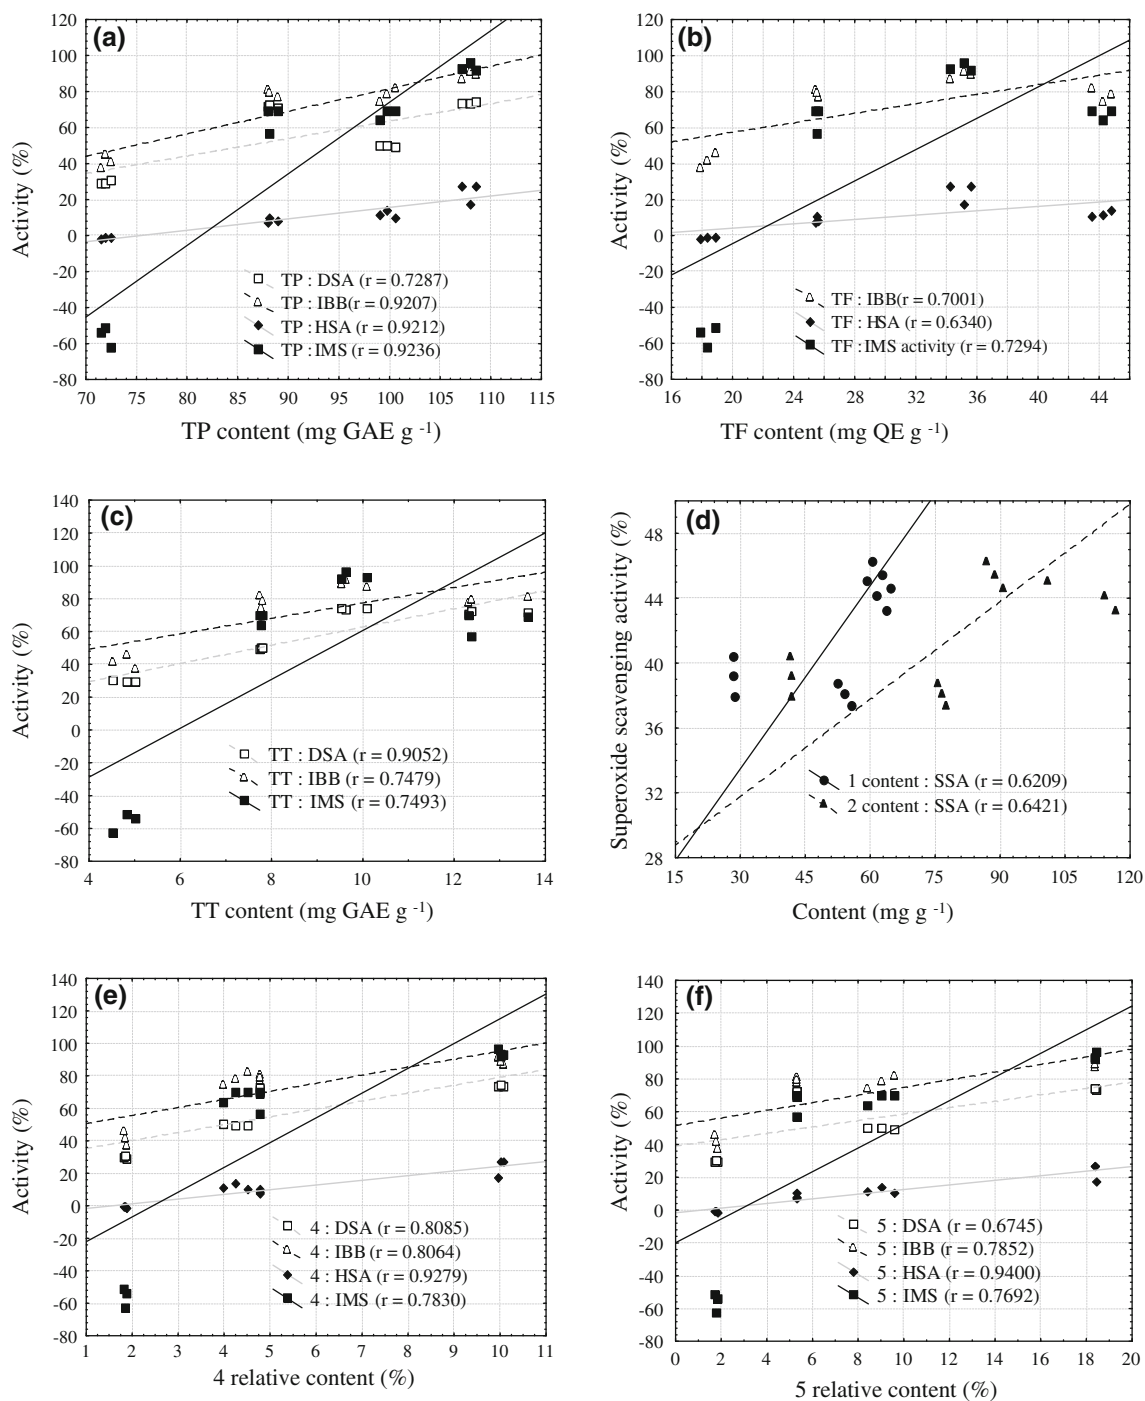 (a)
Activity (%)
120
100
80
60
40
20
0
-20
-40
-60
-80
TP : DSA (r = 0.7287)
TP : IBB(r = 0.9207)
TP : HSA (r = 0.9212)
TP : IMS (r = 0.9236)
70 75 80 85 90 95 100 105 110 115
TP content (mg GAE g -1)
(b)
Activity (%)
120
100
80
60
40
20
0
-20
-40
-60
-80
TF : IBB(r = 0.7001)
TF : HSA (r = 0.6340)
TF : IMS activity (r = 0.7294)
16 20 24 28 32 36 40 44
TF content (mg QE g -1)
(c)
Activity (%)
140
120
100
80
60
40
20
0
-20
-40
-60
-80
TT : DSA (r = 0.9052)
TT : IBB (r = 0.7479)
TT : IMS (r = 0.7493)
4 6 8 10 12 14
TT content (mg GAE g -1)
(d)
Superoxide scavenging activity (%)
48
44
40
36
32
28
1 content : SSA (r = 0.6209)
2 content : SSA (r = 0.6421)
15 30 45 60 75 90 105 120
Content (mg g -1)
(e)
Activity (%)
140
120
100
80
60
40
20
0
-20
-40
-60
-80
4 : DSA (r = 0.8085)
4 : IBB (r = 0.8064)
4 : HSA (r = 0.9279)
4 : IMS (r = 0.7830)
1 2 3 4 5 6 7 8 9 10 11
4 relative content (%)
(f)
Activity (%)
140
120
100
80
60
40
20
0
-20
-40
-60
-80
5 : DSA (r = 0.6745)
5 : IBB (r = 0.7852)
5 : HSA (r = 0.9400)
5 : IMS (r = 0.7692)
0 2 4 6 8 10 12 14 16 18 20
5 relative content (%)